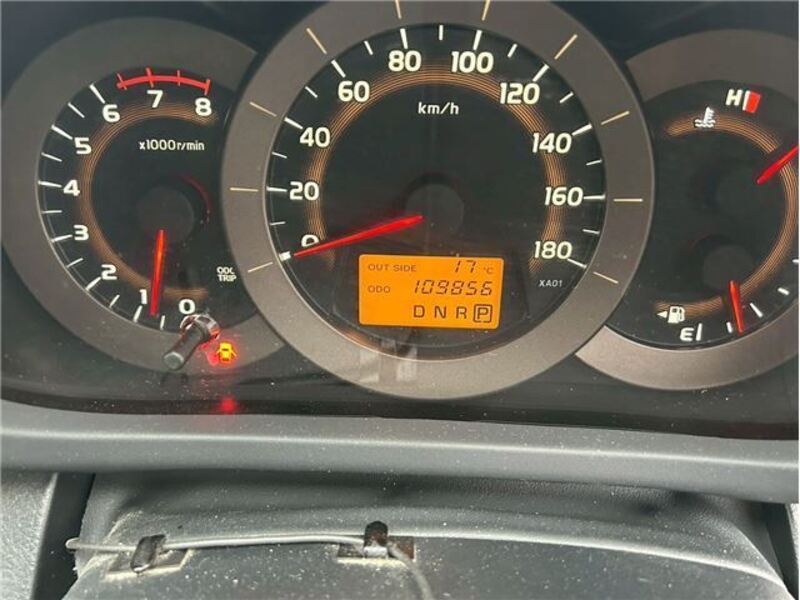 0 1 2 3 4 5 6 7 8
x1000r/min
ODO
TRIP
0 20 40 60 80 100 120 140 160 180
km/h
OUT SIDE 17 °C
ODO 109856
D N R P
XA01
H
E